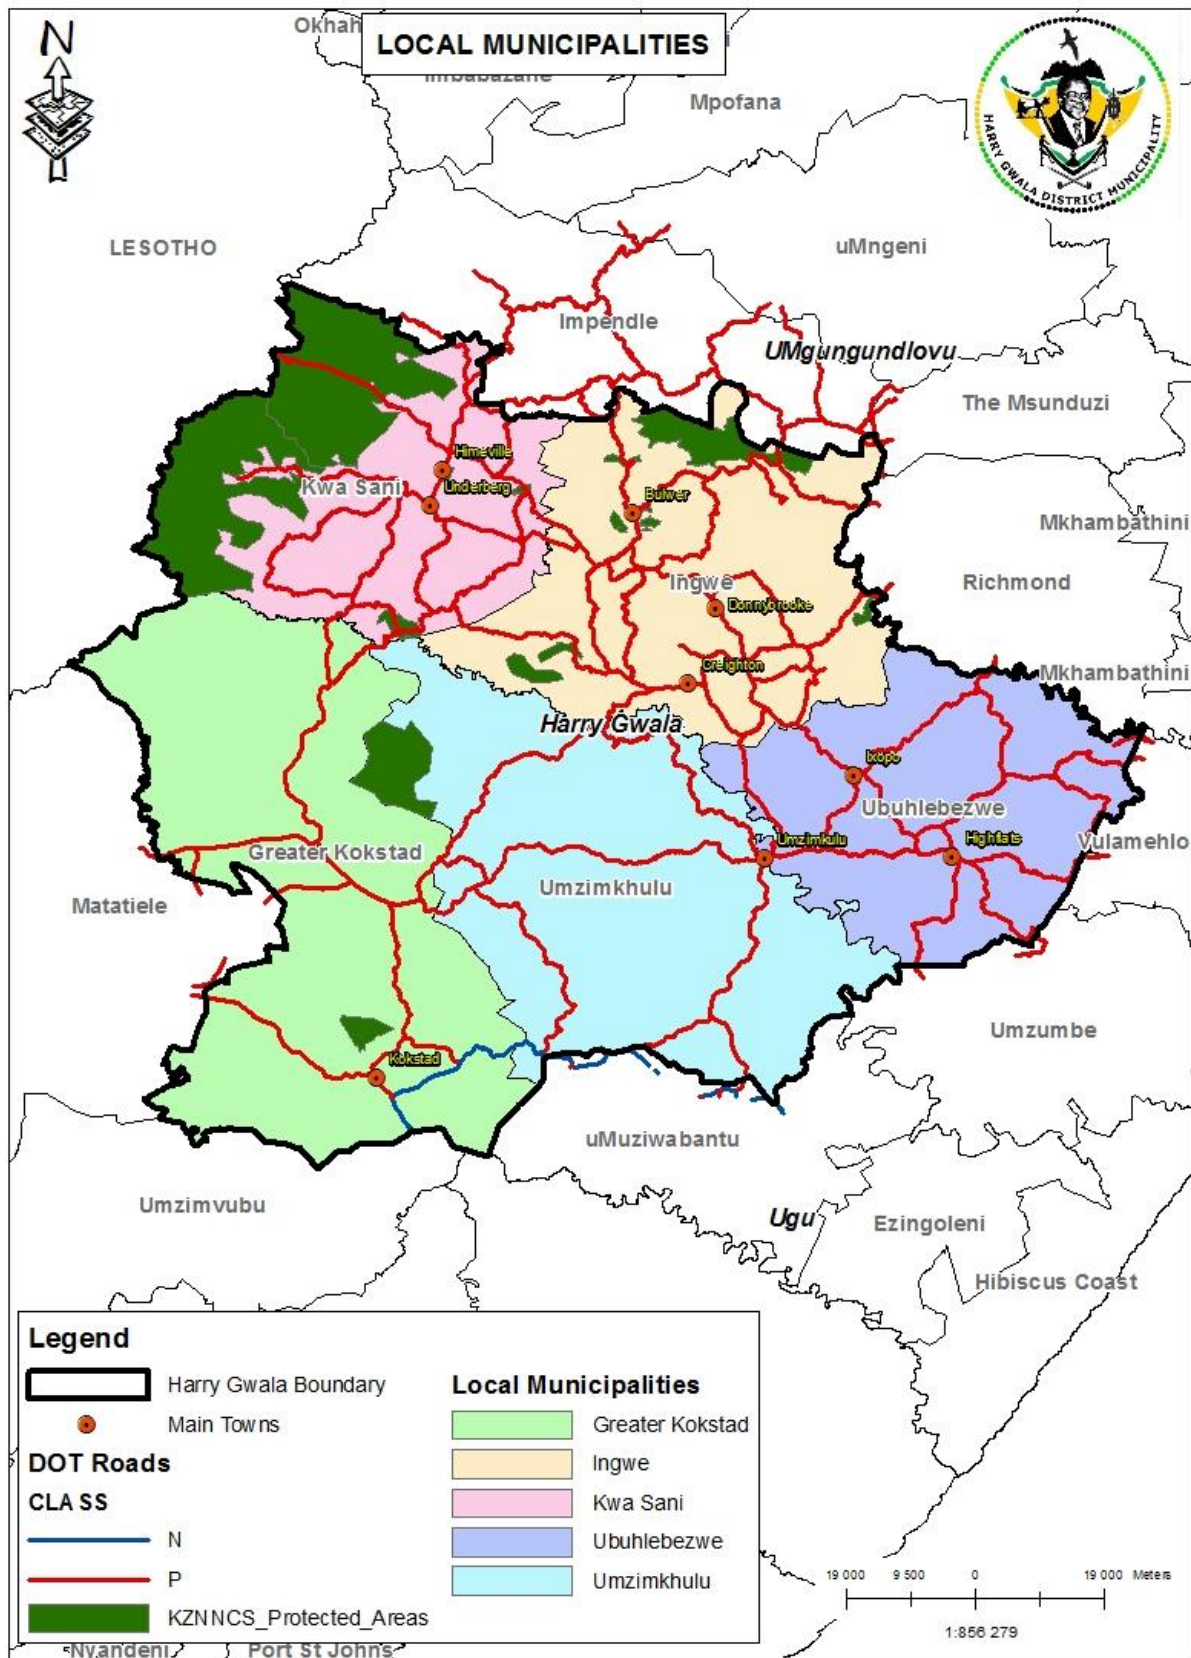 N
LOCAL MUNICIPALITIES
Mpofana
HARRY GWALA DISTRICT MUNICIPALITY
LESOTHO
uMngeni
Impendle
UMgungundlovu
The Msunduzi
Himeville
Kwa Sani
Underberg
Bulwer
Mkhambathini
Ingwe
Richmond
Donnybrooke
Creighton
Mkhambathini
Harry Gwala
Ixopo
Ubuhlebezwe
Umzimkulu
Highflats
Vulamehlo
Greater Kokstad
Umzimkhulu
Matatiele
Umzumbe
Kokstad
uMuziwabantu
Umzimvubu
Ugu
Ezingoleni
Hibiscus Coast
Legend
Harry Gwala Boundary
Main Towns
DOT Roads
CLASS
N
P
KZNNCS_Protected_Areas
Local Municipalities
Greater Kokstad
Ingwe
Kwa Sani
Ubuhlebezwe
Umzimkhulu
19 000 9 500 0 19 000 Meters
1:856 279
Nyandeni
Port St Johns